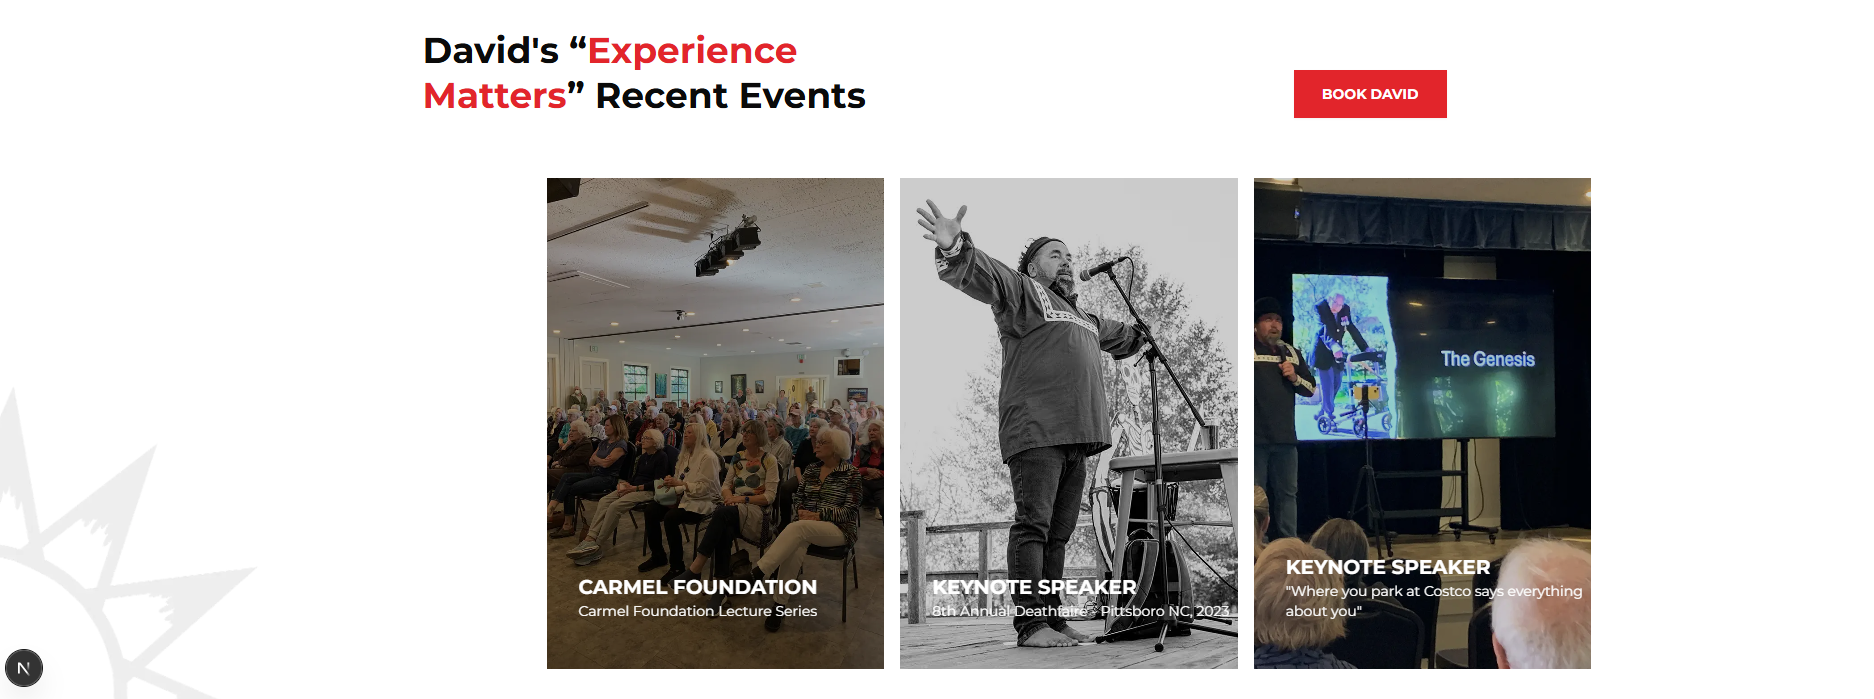 David's “Experience
Matters” Recent Events
BOOK DAVID
The Genesis
CARMEL FOUNDATION
Carmel Foundation Lecture Series
KEYNOTE SPEAKER
8th Annual Deathfaire - Pittsboro NC, 2023
KEYNOTE SPEAKER
"Where you park at Costco says everything
about you"
N